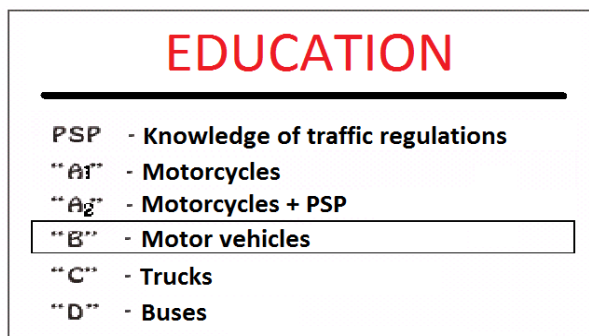 EDUCATION
PSP - Knowledge of traffic regulations
"A1" - Motorcycles
"A2" - Motorcycles + PSP
"B" - Motor vehicles
"C" - Trucks
"D" - Buses